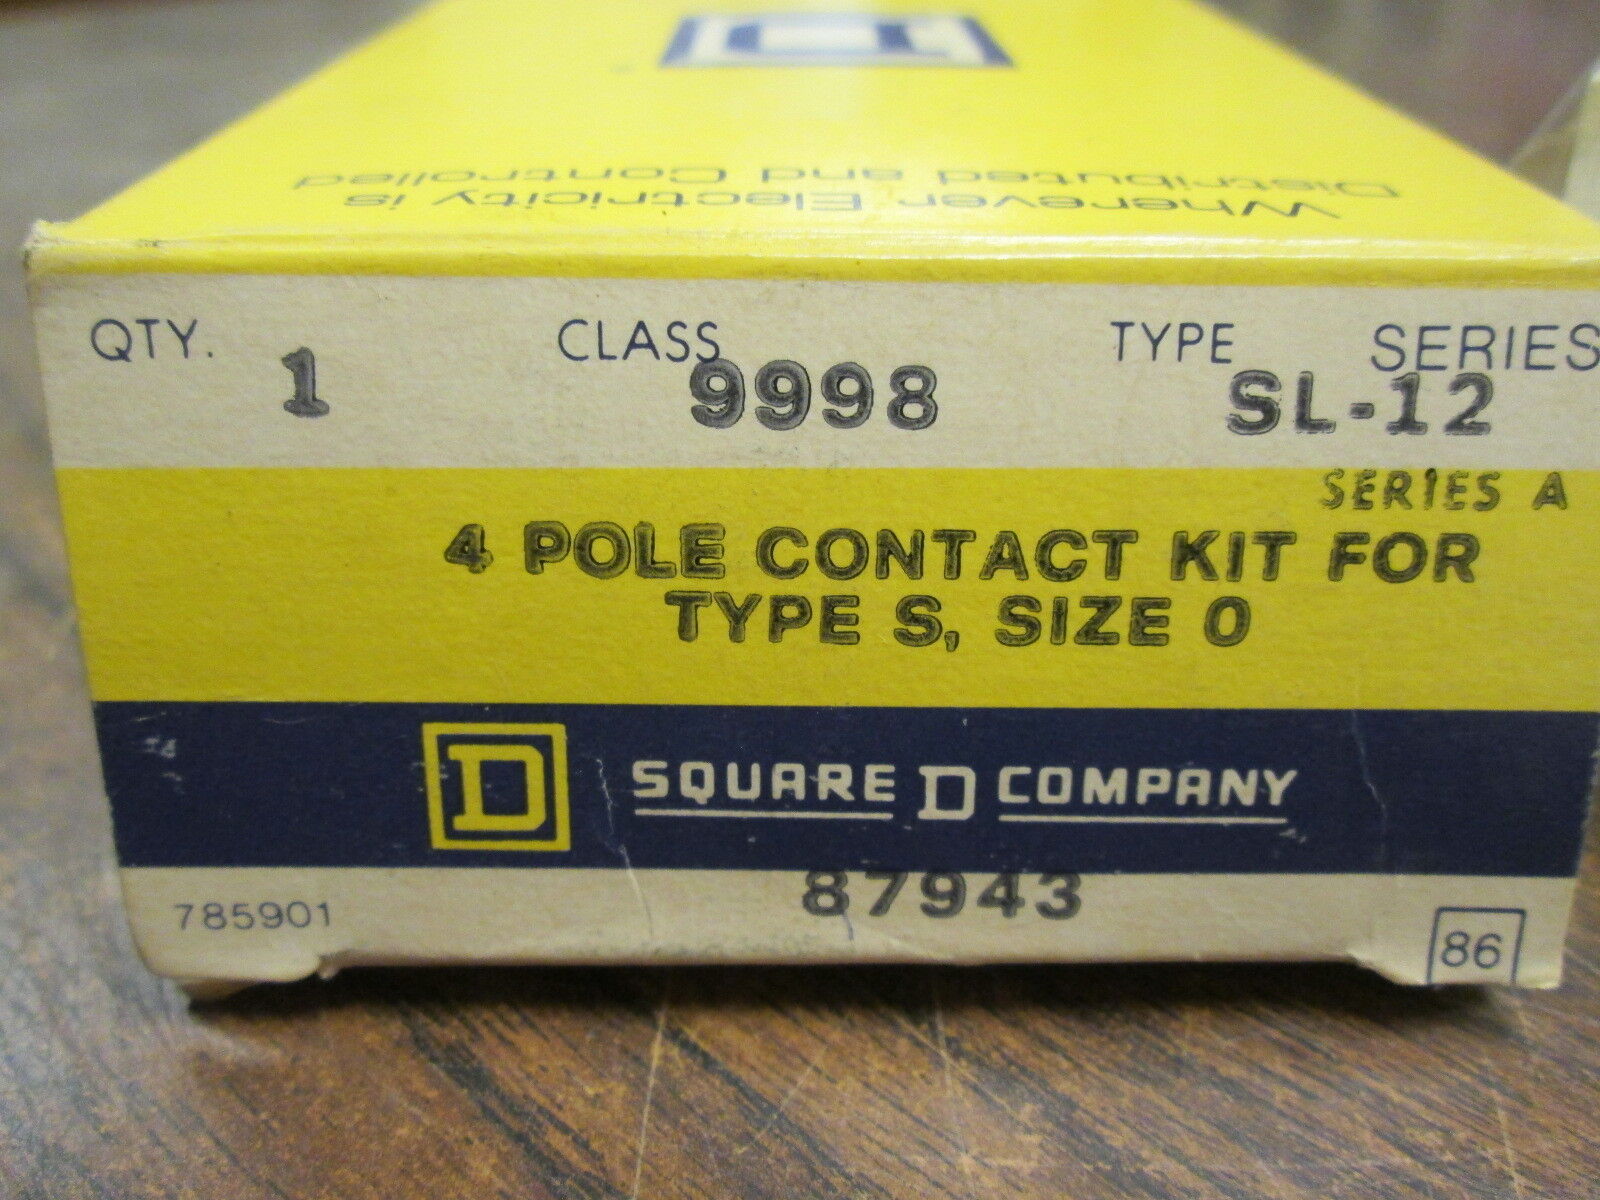 D
Wherever Electricity is
Distributed and Controlled
QTY. 1 CLASS 9998 TYPE SL-12 SERIES
SERIES A
4 POLE CONTACT KIT FOR
TYPE S, SIZE 0
D SQUARE D COMPANY
87943
785901
86